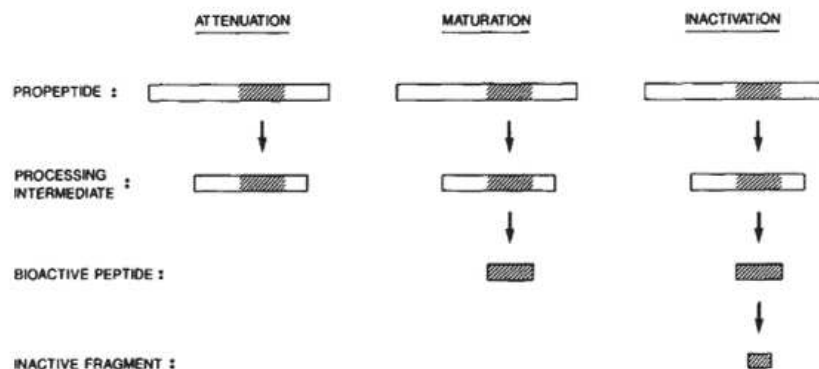 ATTENUATION MATURATION INACTIVATION
PROPEPTIDE :
PROCESSING
INTERMEDIATE :
BIOACTIVE PEPTIDE :
INACTIVE FRAGMENT :